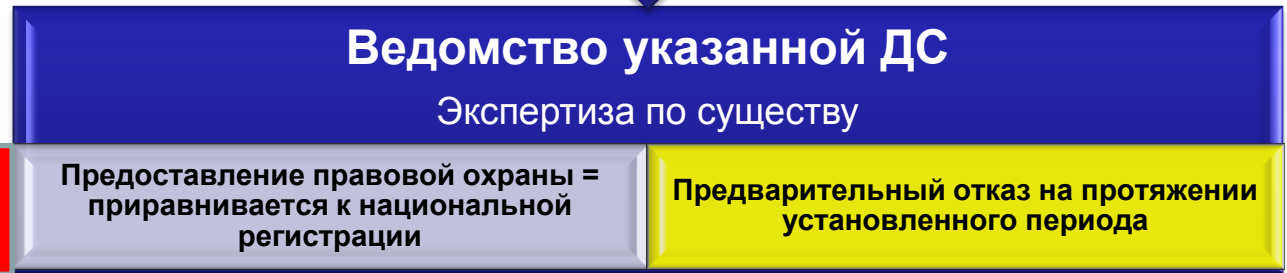 Ведомство указанной ДС
Экспертиза по существу
Предоставление правовой охраны =
приравнивается к национальной
регистрации
Предварительный отказ на протяжении
установленного периода